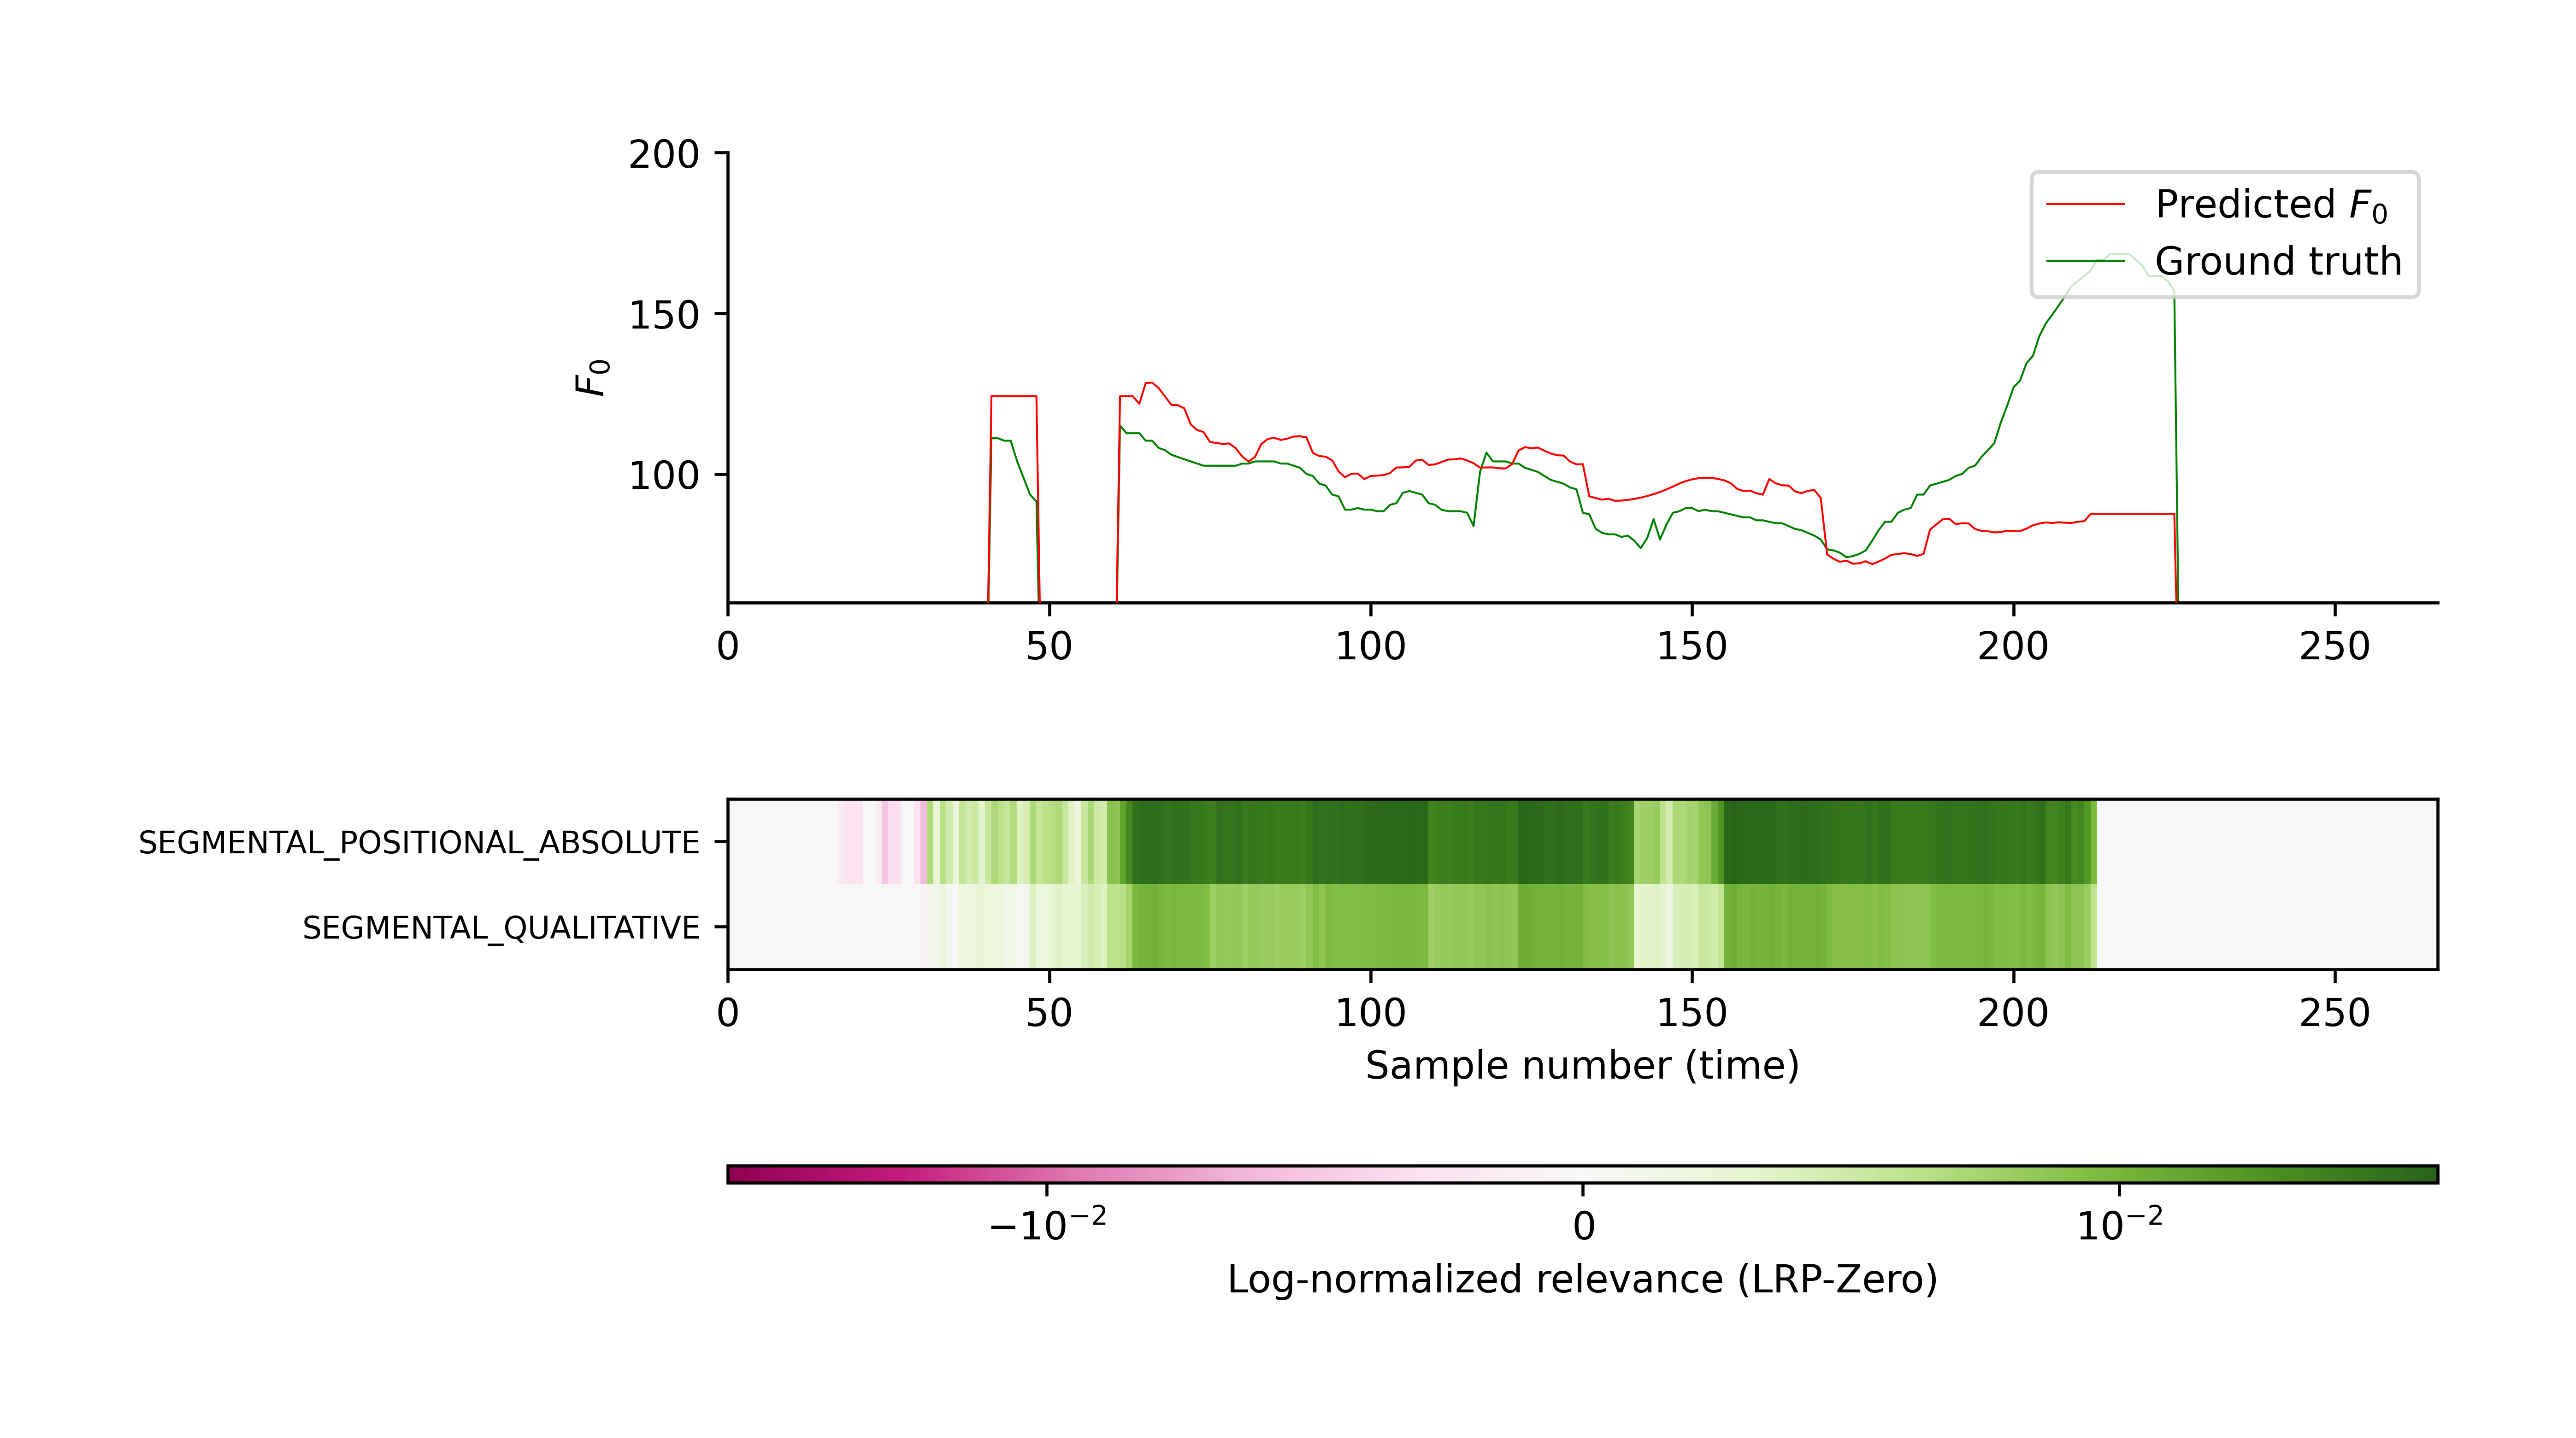 200
150
100
F₀
Predicted F₀
Ground truth
0 50 100 150 200 250
SEGMENTAL_POSITIONAL_ABSOLUTE
SEGMENTAL_QUALITATIVE
0 50 100 150 200 250
Sample number (time)
−10⁻² 0 10⁻²
Log-normalized relevance (LRP-Zero)